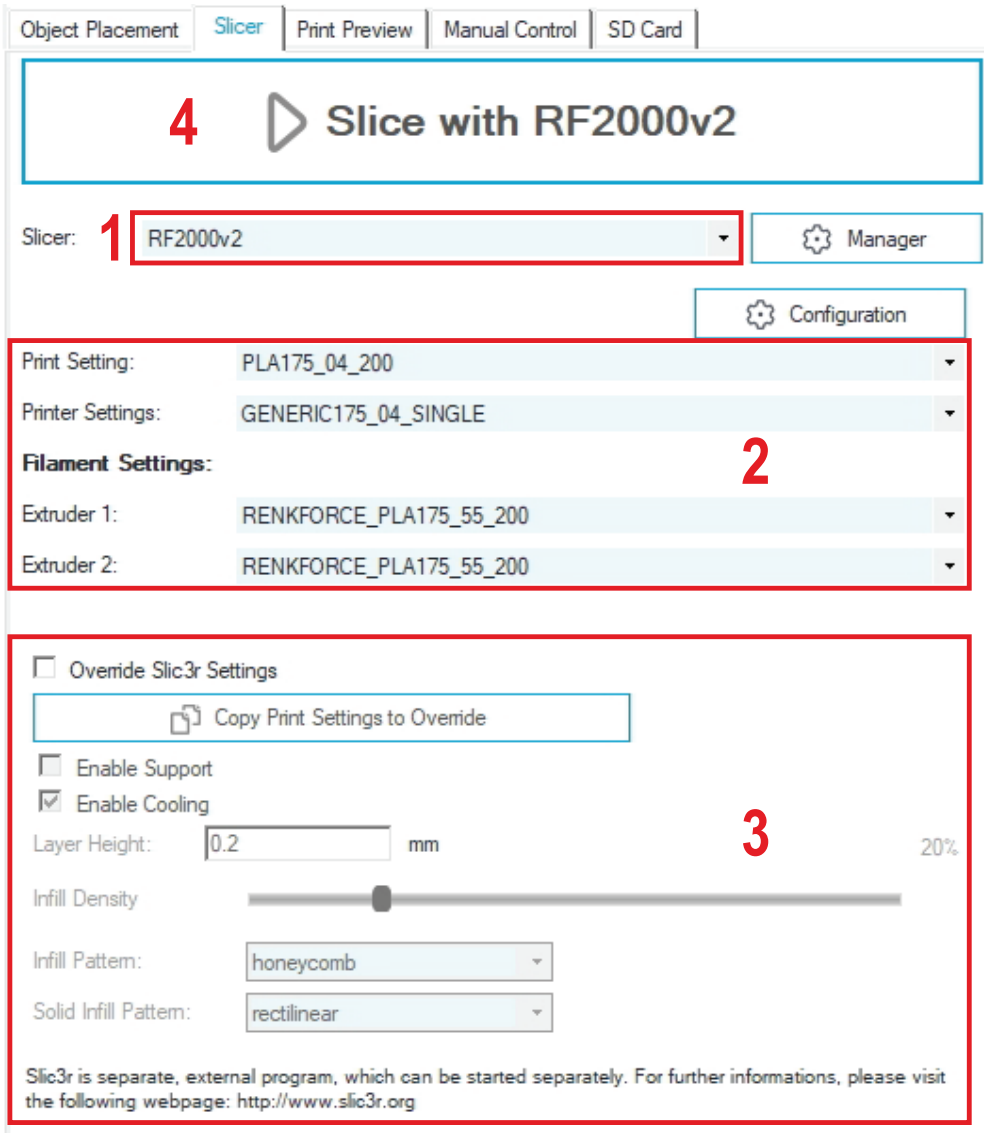 Object Placement Slicer Print Preview Manual Control SD Card
4 Slice with RF2000v2
Slicer: 1 RF2000v2 Manager
Configuration
Print Setting: PLA175_04_200
Printer Settings: GENERIC175_04_SINGLE
Filament Settings: 2
Extruder 1: RENKFORCE_PLA175_55_200
Extruder 2: RENKFORCE_PLA175_55_200
Override Slic3r Settings
Copy Print Settings to Override
Enable Support
Enable Cooling
Layer Height: 0.2 mm 3 20%
Infill Density
Infill Pattern: honeycomb
Solid Infill Pattern: rectilinear
Slic3r is separate, external program, which can be started separately. For further informations, please visit
the following webpage: http://www.slic3r.org